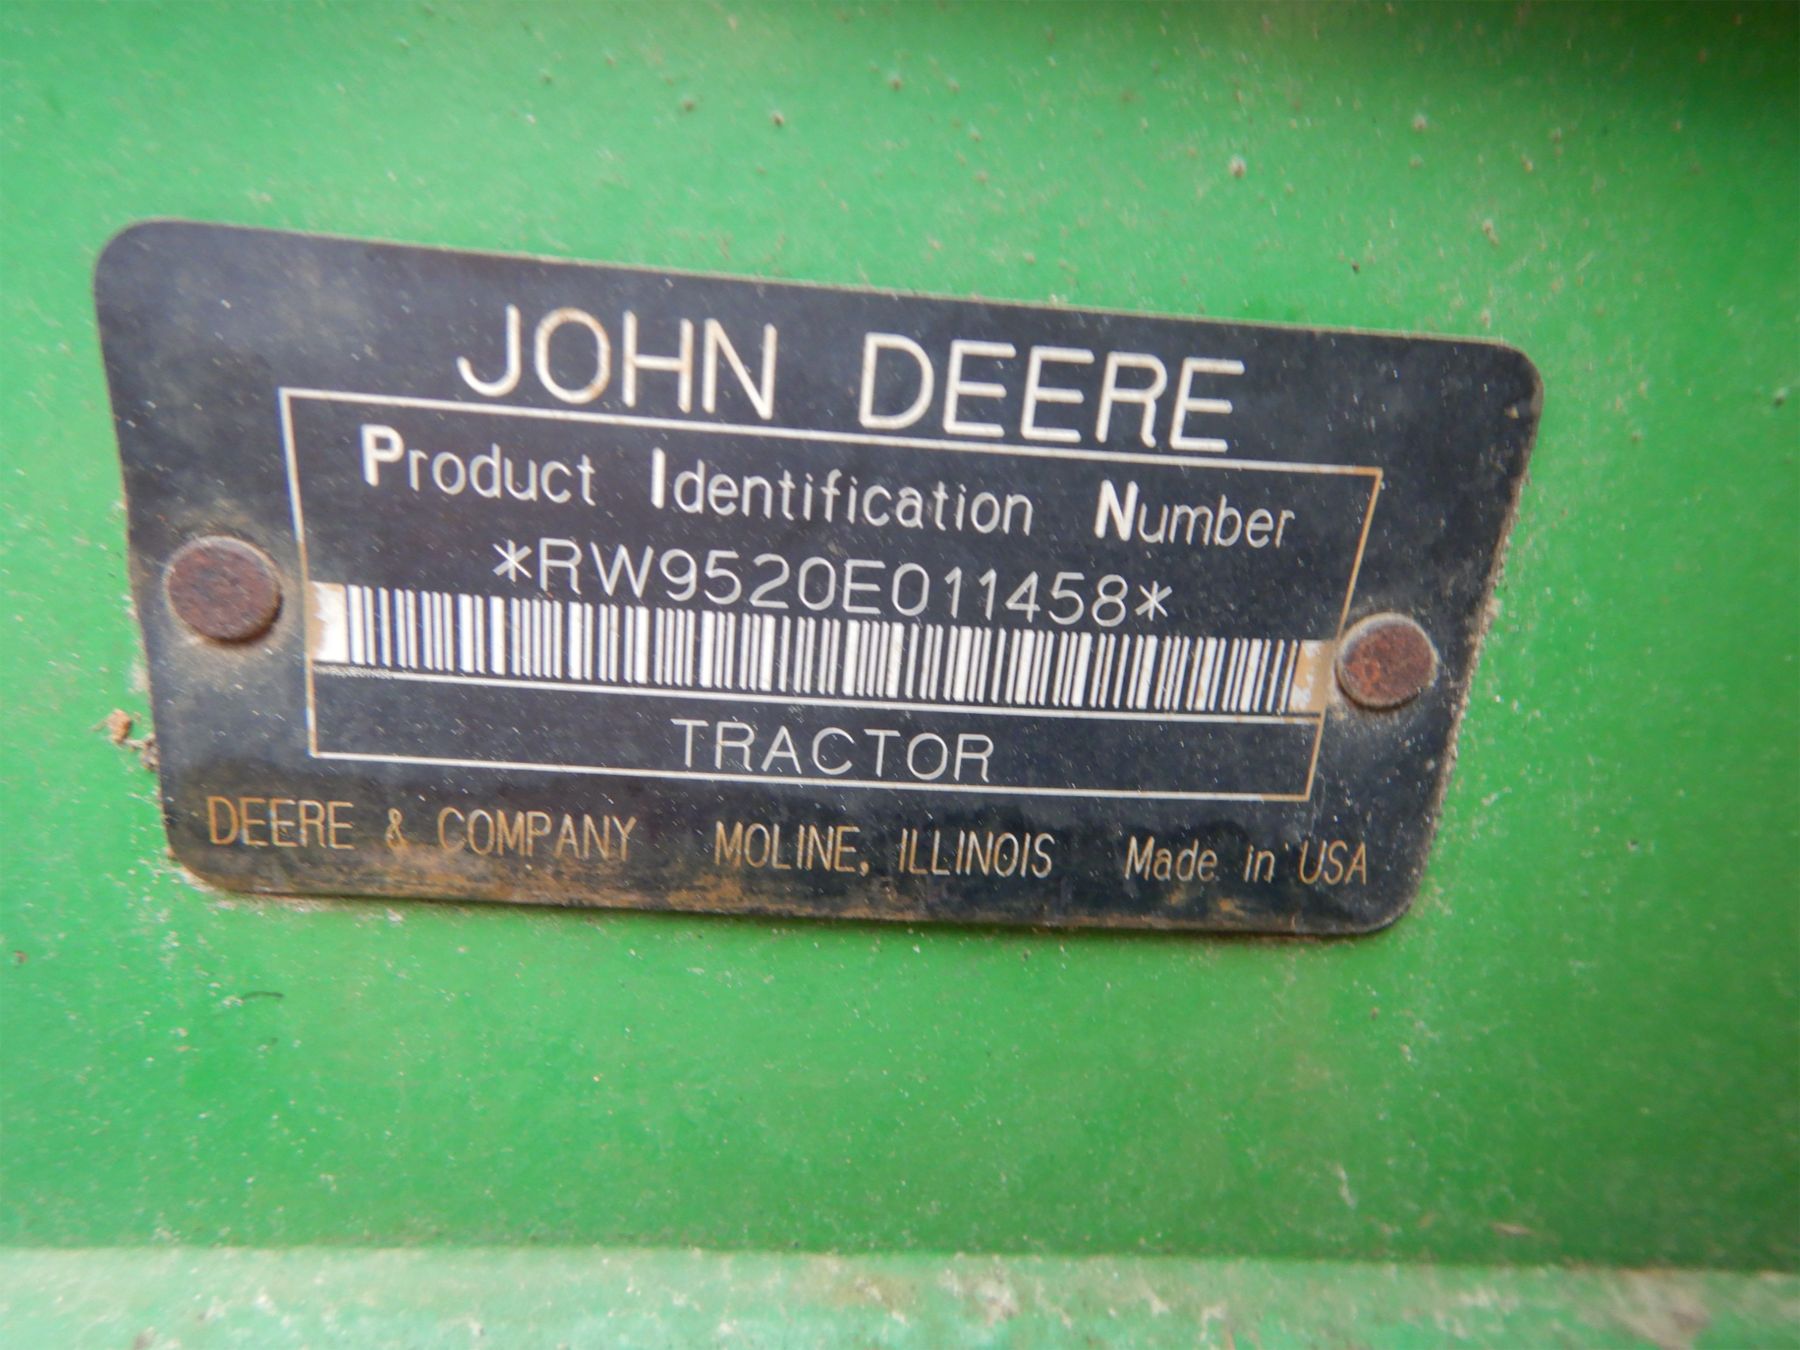 JOHN DEERE
Product Identification Number
*RW9520E011458*
TRACTOR
DEERE & COMPANY MOLINE, ILLINOIS Made in USA